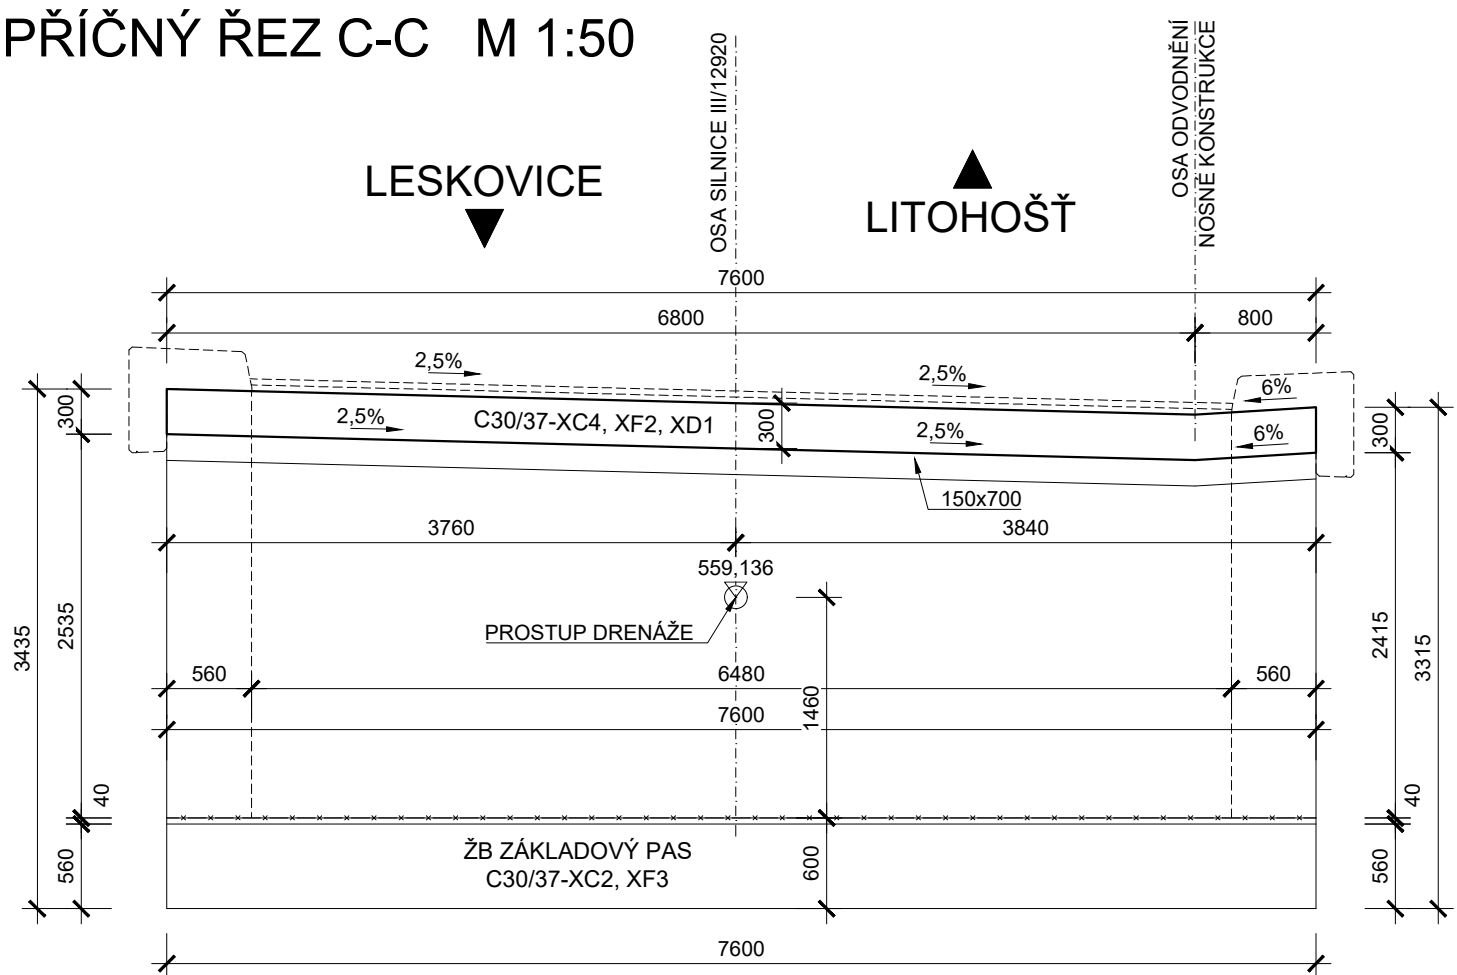 PŘÍČNÝ ŘEZ C-C M 1:50
OSA SILNICE III/12920
OSA ODVODNĚNÍ
NOSNÉ KONSTRUKCE
LESKOVICE
LITOHOŠŤ
7600
6800
800
2,5%
2,5%
6%
300
2,5%
C30/37-XC4, XF2, XD1
300
2,5%
6%
300
150x700
3760
3840
559,136
PROSTUP DRENÁŽE
3435
2535
2415
3315
560
6480
560
1460
7600
40
40
ŽB ZÁKLADOVÝ PAS
C30/37-XC2, XF3
560
600
560
7600